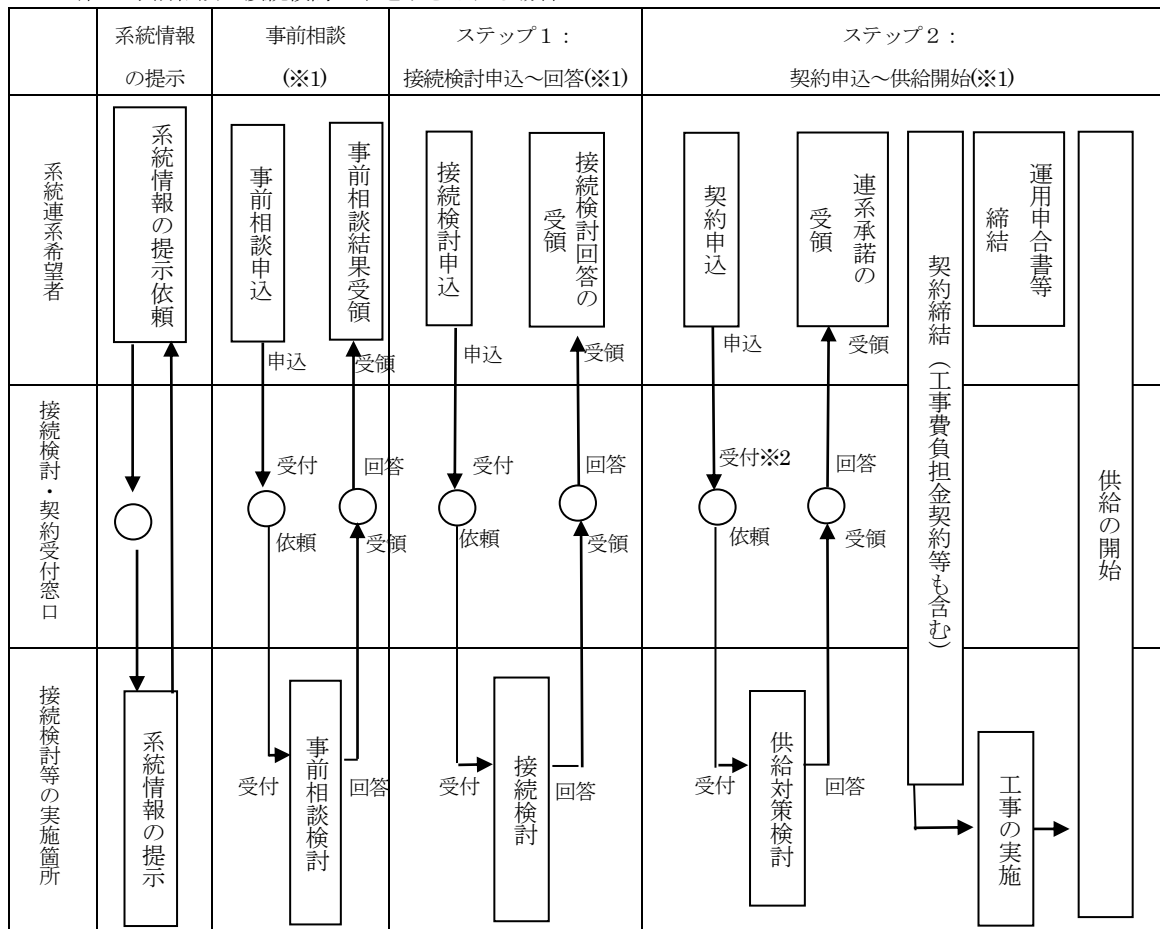 系統情報
の提示
事前相談
(※1)
ステップ1：
接続検討申込～回答(※1)
ステップ2：
契約申込～供給開始(※1)
系統連系希望者
系統情報の提示依頼
事前相談申込
事前相談結果受領
接続検討申込
接続検討回答の
受領
契約申込
連系承諾の
受領
契約締結（工事費負担金契約等も含む）
運用申合書等
締結
供給の開始
申込
受領
申込
受領
申込
受領
接続検討・契約受付窓口
受付
回答
受付
回答
受付※2
回答
依頼
受領
依頼
受領
依頼
受領
接続検討等の実施箇所
系統情報の提示
受付
事前相談検討
回答
受付
接続検討
回答
受付
供給対策検討
回答
工事の実施